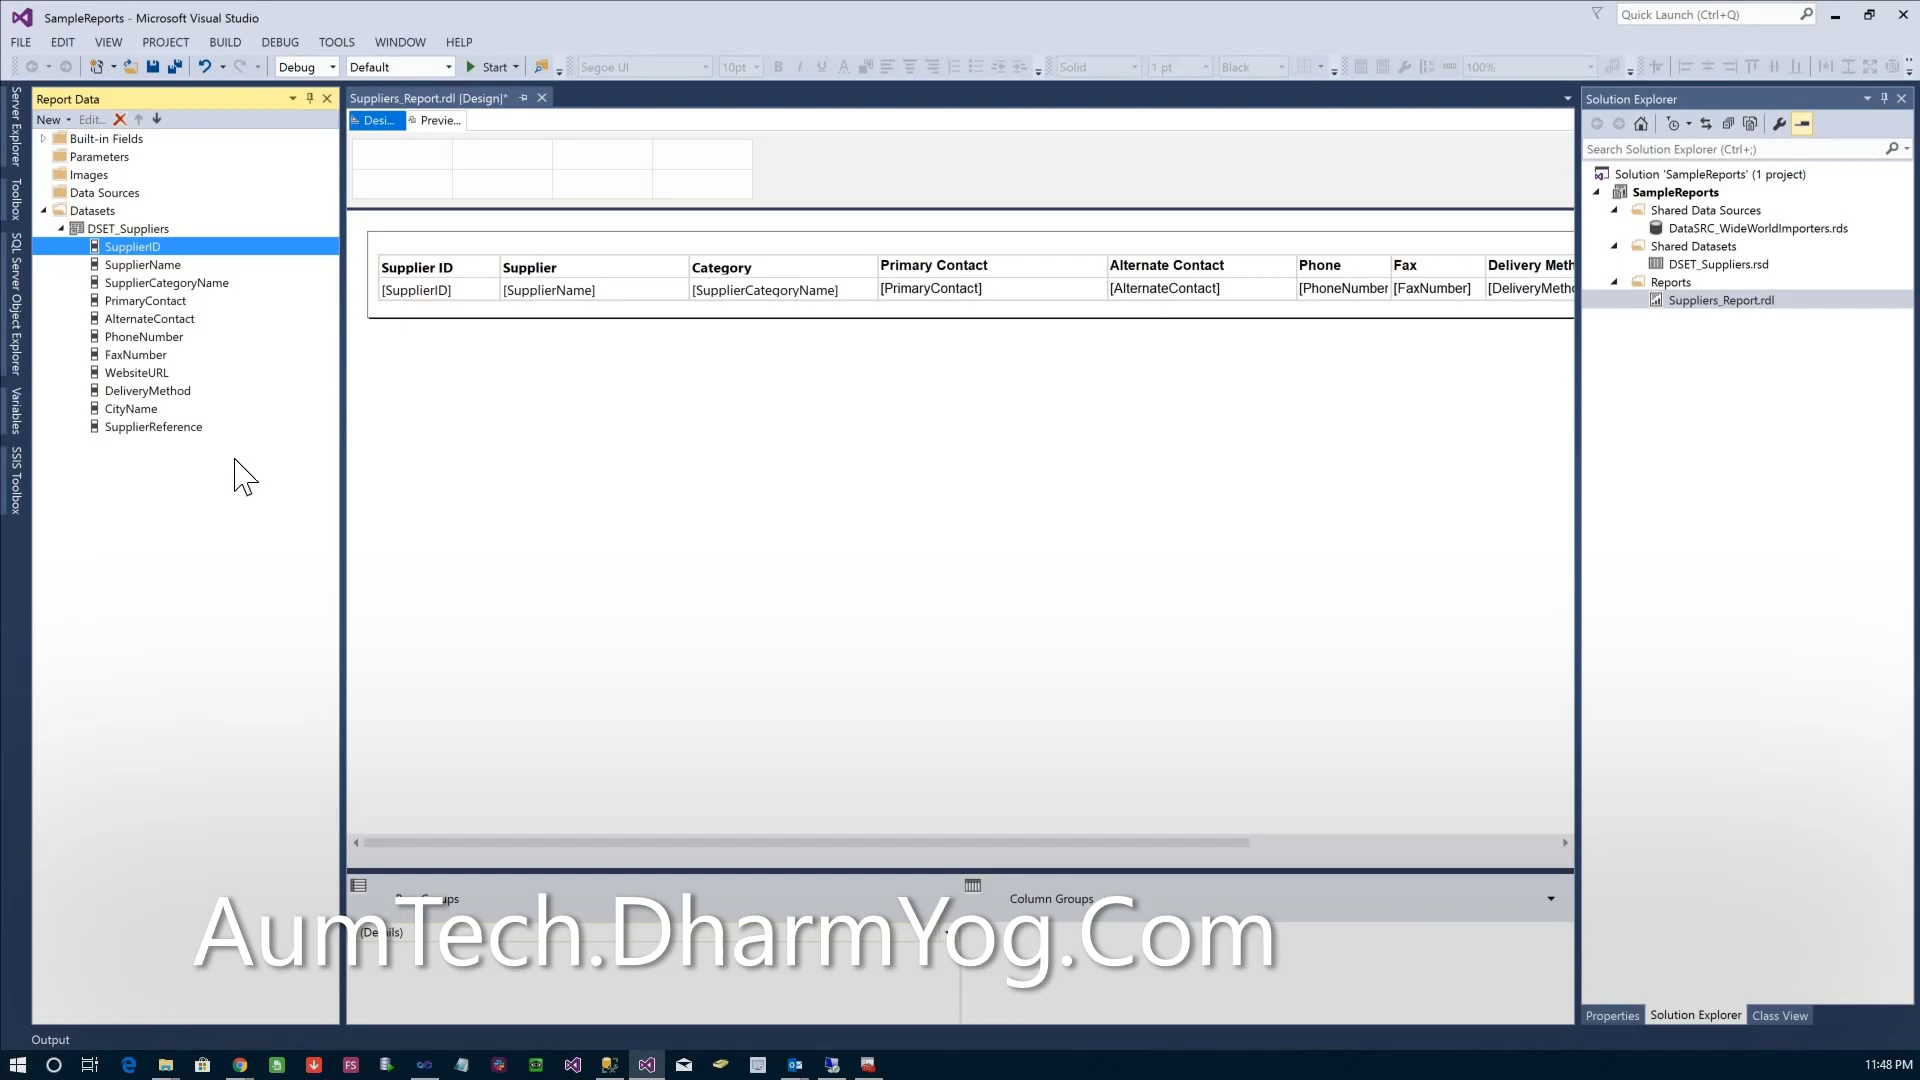 SampleReports - Microsoft Visual Studio
Quick Launch (Ctrl+Q)
FILE EDIT VIEW PROJECT BUILD DEBUG TOOLS WINDOW HELP
Debug Default Start Segoe UI 10pt B I U Solid 1 pt Black 100%
Server Explorer
Toolbox
SQL Server Object Explorer
Variables
SSIS Toolbox
Report Data
New Edit...
Built-in Fields
Parameters
Images
Data Sources
Datasets
DSET_Suppliers
SupplierID
SupplierName
SupplierCategoryName
PrimaryContact
AlternateContact
PhoneNumber
FaxNumber
WebsiteURL
DeliveryMethod
CityName
SupplierReference
Suppliers_Report.rdl [Design]*
Desi... Previe...
Supplier ID Supplier Category Primary Contact Alternate Contact Phone Fax Delivery Meth
[SupplierID] [SupplierName] [SupplierCategoryName] [PrimaryContact] [AlternateContact] [PhoneNumber [FaxNumber] [DeliveryMetho
Column Groups
AumTech.DharmYog.Com
Solution Explorer
Search Solution Explorer (Ctrl+;)
Solution 'SampleReports' (1 project)
SampleReports
Shared Data Sources
DataSRC_WideWorldImporters.rds
Shared Datasets
DSET_Suppliers.rsd
Reports
Suppliers_Report.rdl
Properties Solution Explorer Class View
Output
11:48 PM